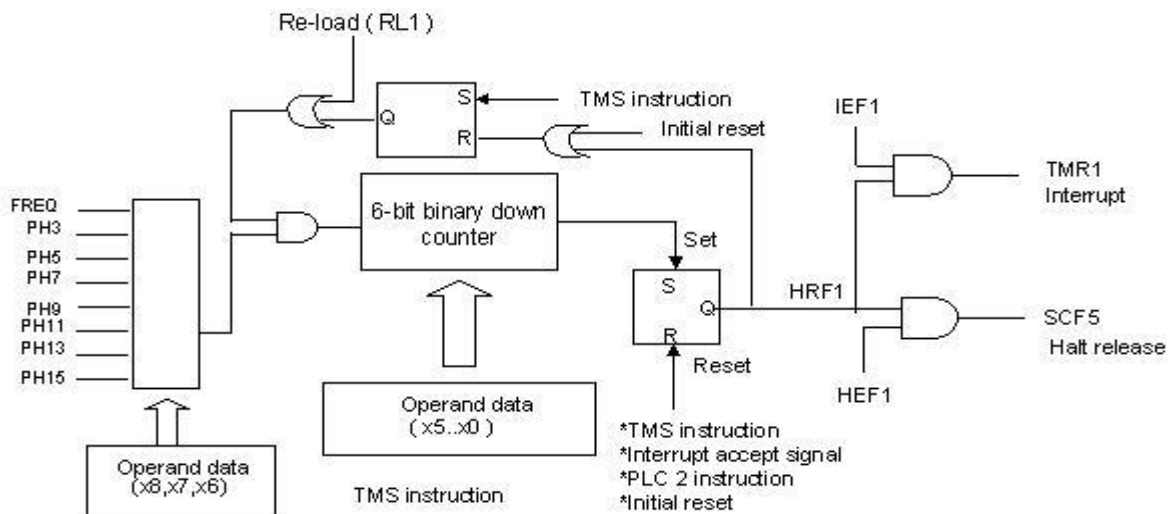 Re-load ( RL1 )
S
Q
R
TMS instruction
Initial reset
IEF1
TMR1
Interrupt
FREQ
PH3
PH5
PH7
PH9
PH11
PH13
PH15
6-bit binary down
counter
Set
S
Q
R
HRF1
Reset
SCF5
Halt release
HEF1
Operand data
( x5..x0 )
Operand data
(x8,x7,x6)
TMS instruction
*TMS instruction
*Interrupt accept signal
*PLC 2 instruction
*Initial reset